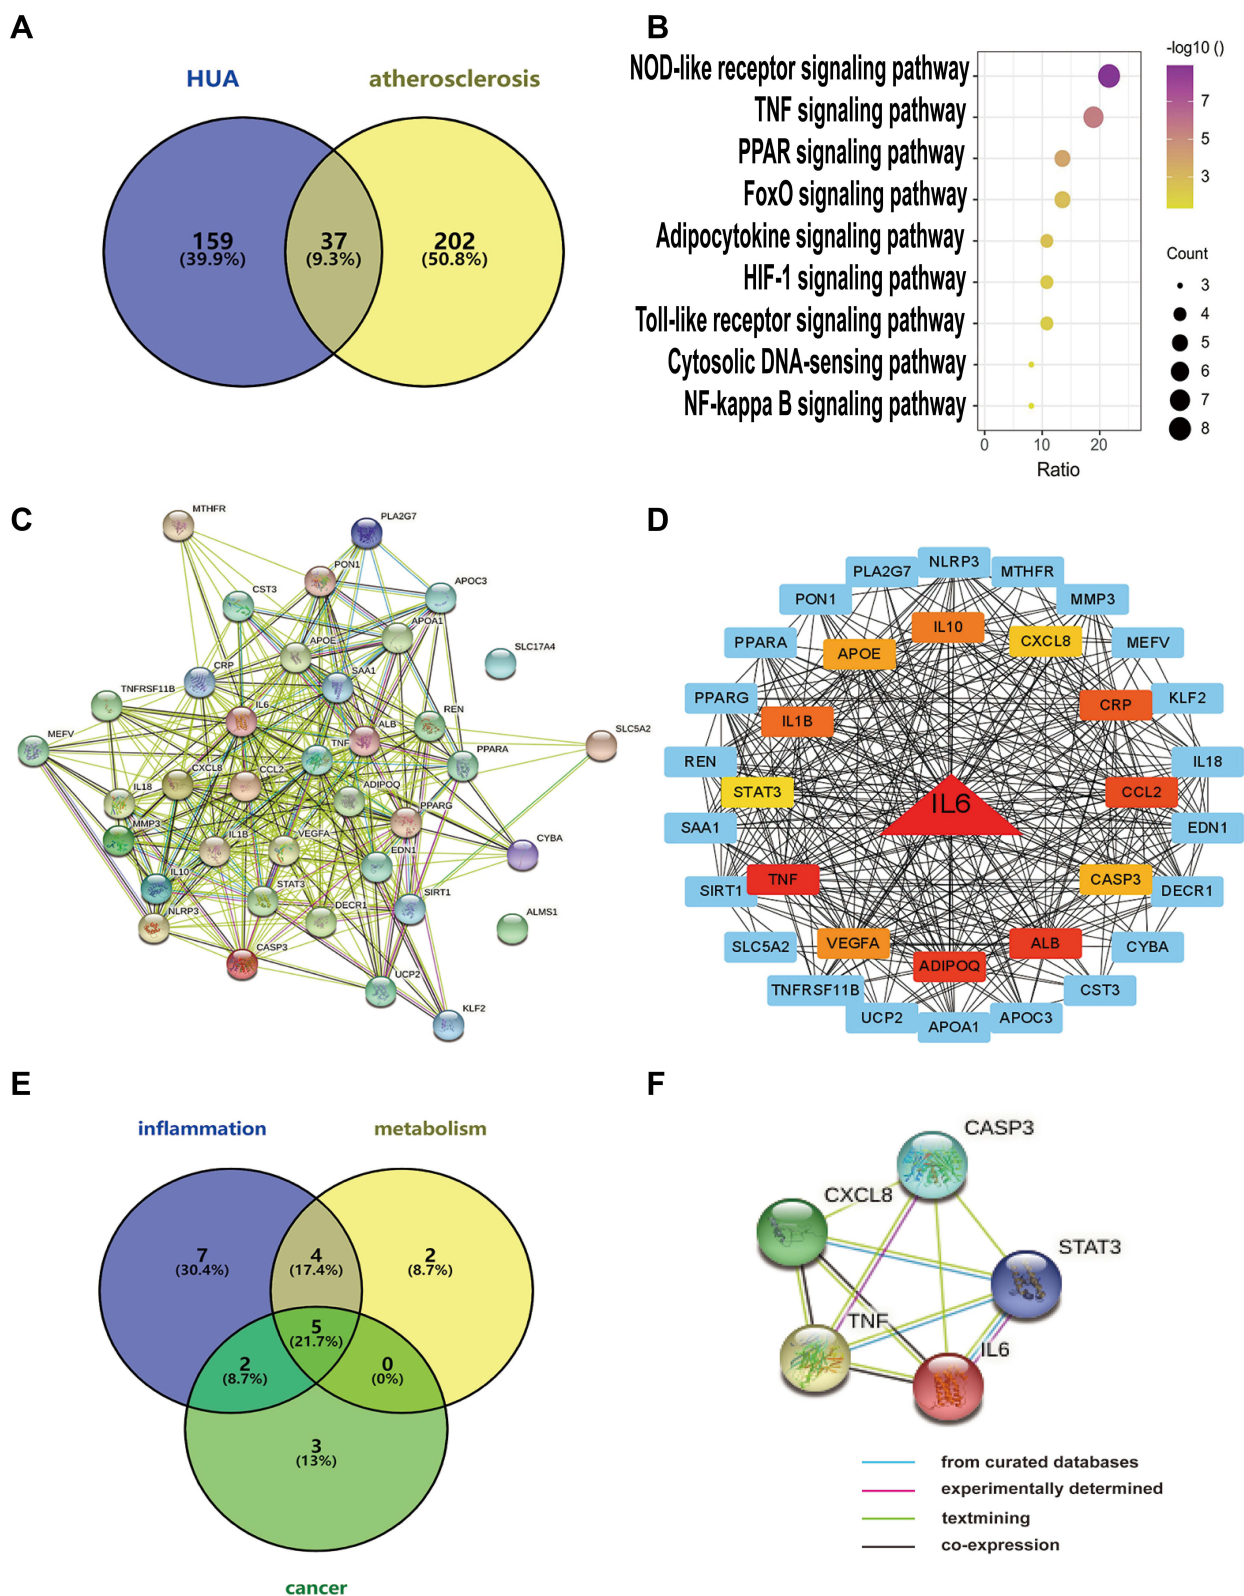 A
HUA
atherosclerosis
159
(39.9%)
37
(9.3%)
202
(50.8%)
B
NOD-like receptor signaling pathway
TNF signaling pathway
PPAR signaling pathway
FoxO signaling pathway
Adipocytokine signaling pathway
HIF-1 signaling pathway
Toll-like receptor signaling pathway
Cytosolic DNA-sensing pathway
NF-kappa B signaling pathway
0
10
20
Ratio
-log10 ()
7
5
3
Count
3
4
5
6
7
8
C
MTHFR
PLA2G7
PON1
CST3
APOC3
APOA1
APOE
SLC17A4
CRP
SAA1
TNFRSF11B
IL6
REN
ALB
MEFV
TNF
SLC5A2
PPARA
CXCL8
CCL2
IL18
ADIPOQ
MMP3
PPARG
IL1B
VEGFA
CYBA
EDN1
IL10
STAT3
SIRT1
DECR1
NLRP3
ALMS1
CASP3
UCP2
KLF2
D
NLRP3
PLA2G7
MTHFR
PON1
MMP3
IL10
PPARA
APOE
CXCL8
MEFV
PPARG
IL1B
CRP
KLF2
REN
IL18
STAT3
IL6
CCL2
SAA1
EDN1
SIRT1
TNF
CASP3
DECR1
SLC5A2
VEGFA
ADIPOQ
ALB
CYBA
TNFRSF11B
CST3
UCP2
APOA1
APOC3
E
inflammation
metabolism
7
(30.4%)
4
(17.4%)
2
(8.7%)
5
(21.7%)
2
(8.7%)
0
(0%)
3
(13%)
cancer
F
CASP3
CXCL8
STAT3
TNF
IL6
from curated databases
experimentally determined
textmining
co-expression